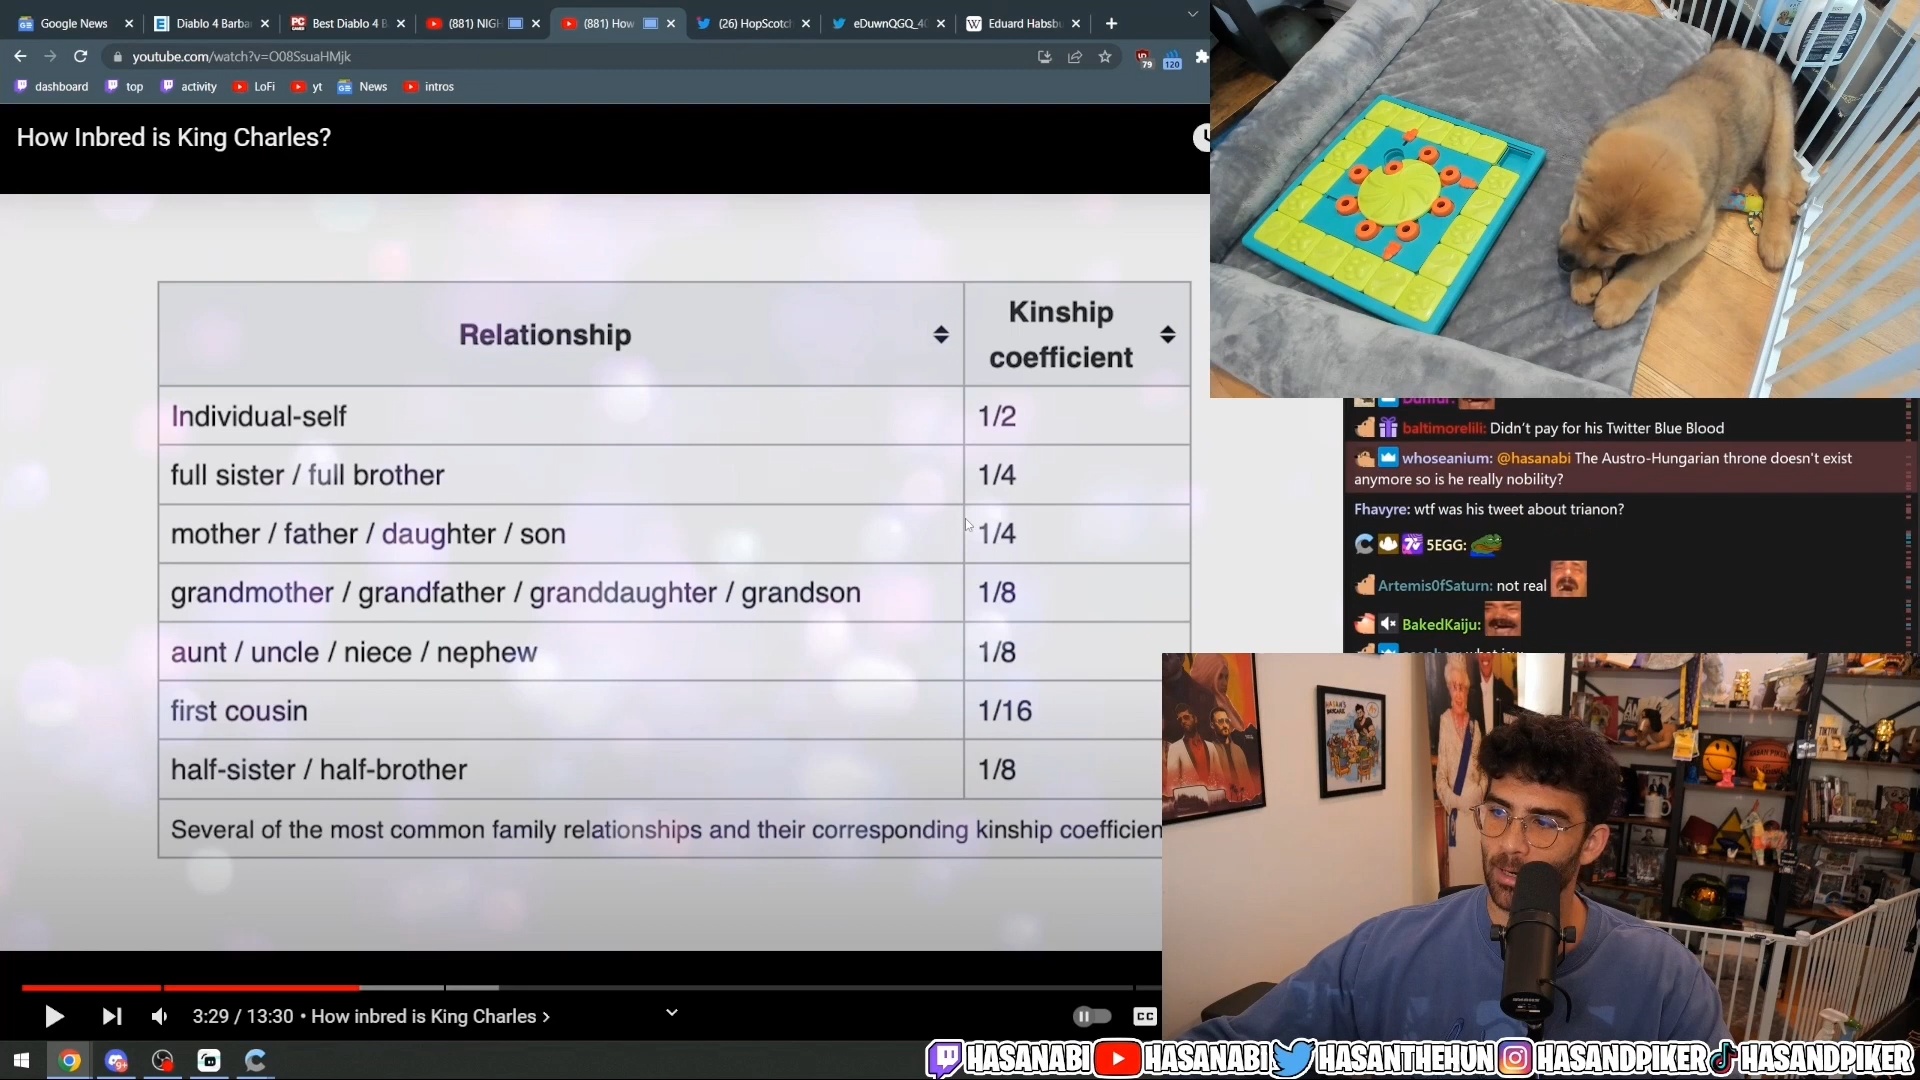 Google News
Diablo 4 Barba
Best Diablo 4 B
(881) NIGH
(881) How
(26) HopScotc
eDuwnQGQ_40
Eduard Habsbu
youtube.com/watch?v=O08SsuaHMjk
79
120
dashboard
top
activity
LoFi
yt
News
intros
How Inbred is King Charles?
Relationship
Kinship
coefficient
Individual-self 1/2
full sister / full brother 1/4
mother / father / daughter / son 1/4
grandmother / grandfather / granddaughter / grandson 1/8
aunt / uncle / niece / nephew 1/8
first cousin 1/16
half-sister / half-brother 1/8
Several of the most common family relationships and their corresponding kinship coefficien
baltimorelili: Didn't pay for his Twitter Blue Blood
whoseanium: @hasanabi The Austro-Hungarian throne doesn't exist
anymore so is he really nobility?
Fhavyre: wtf was his tweet about trianon?
5EGG:
Artemis0fSaturn: not real
BakedKaiju:
3:29 / 13:30 • How inbred is King Charles >
CC
HASANABI
HASANABI
HASANTHEHUN
HASANDPIKER
HASANDPIKER